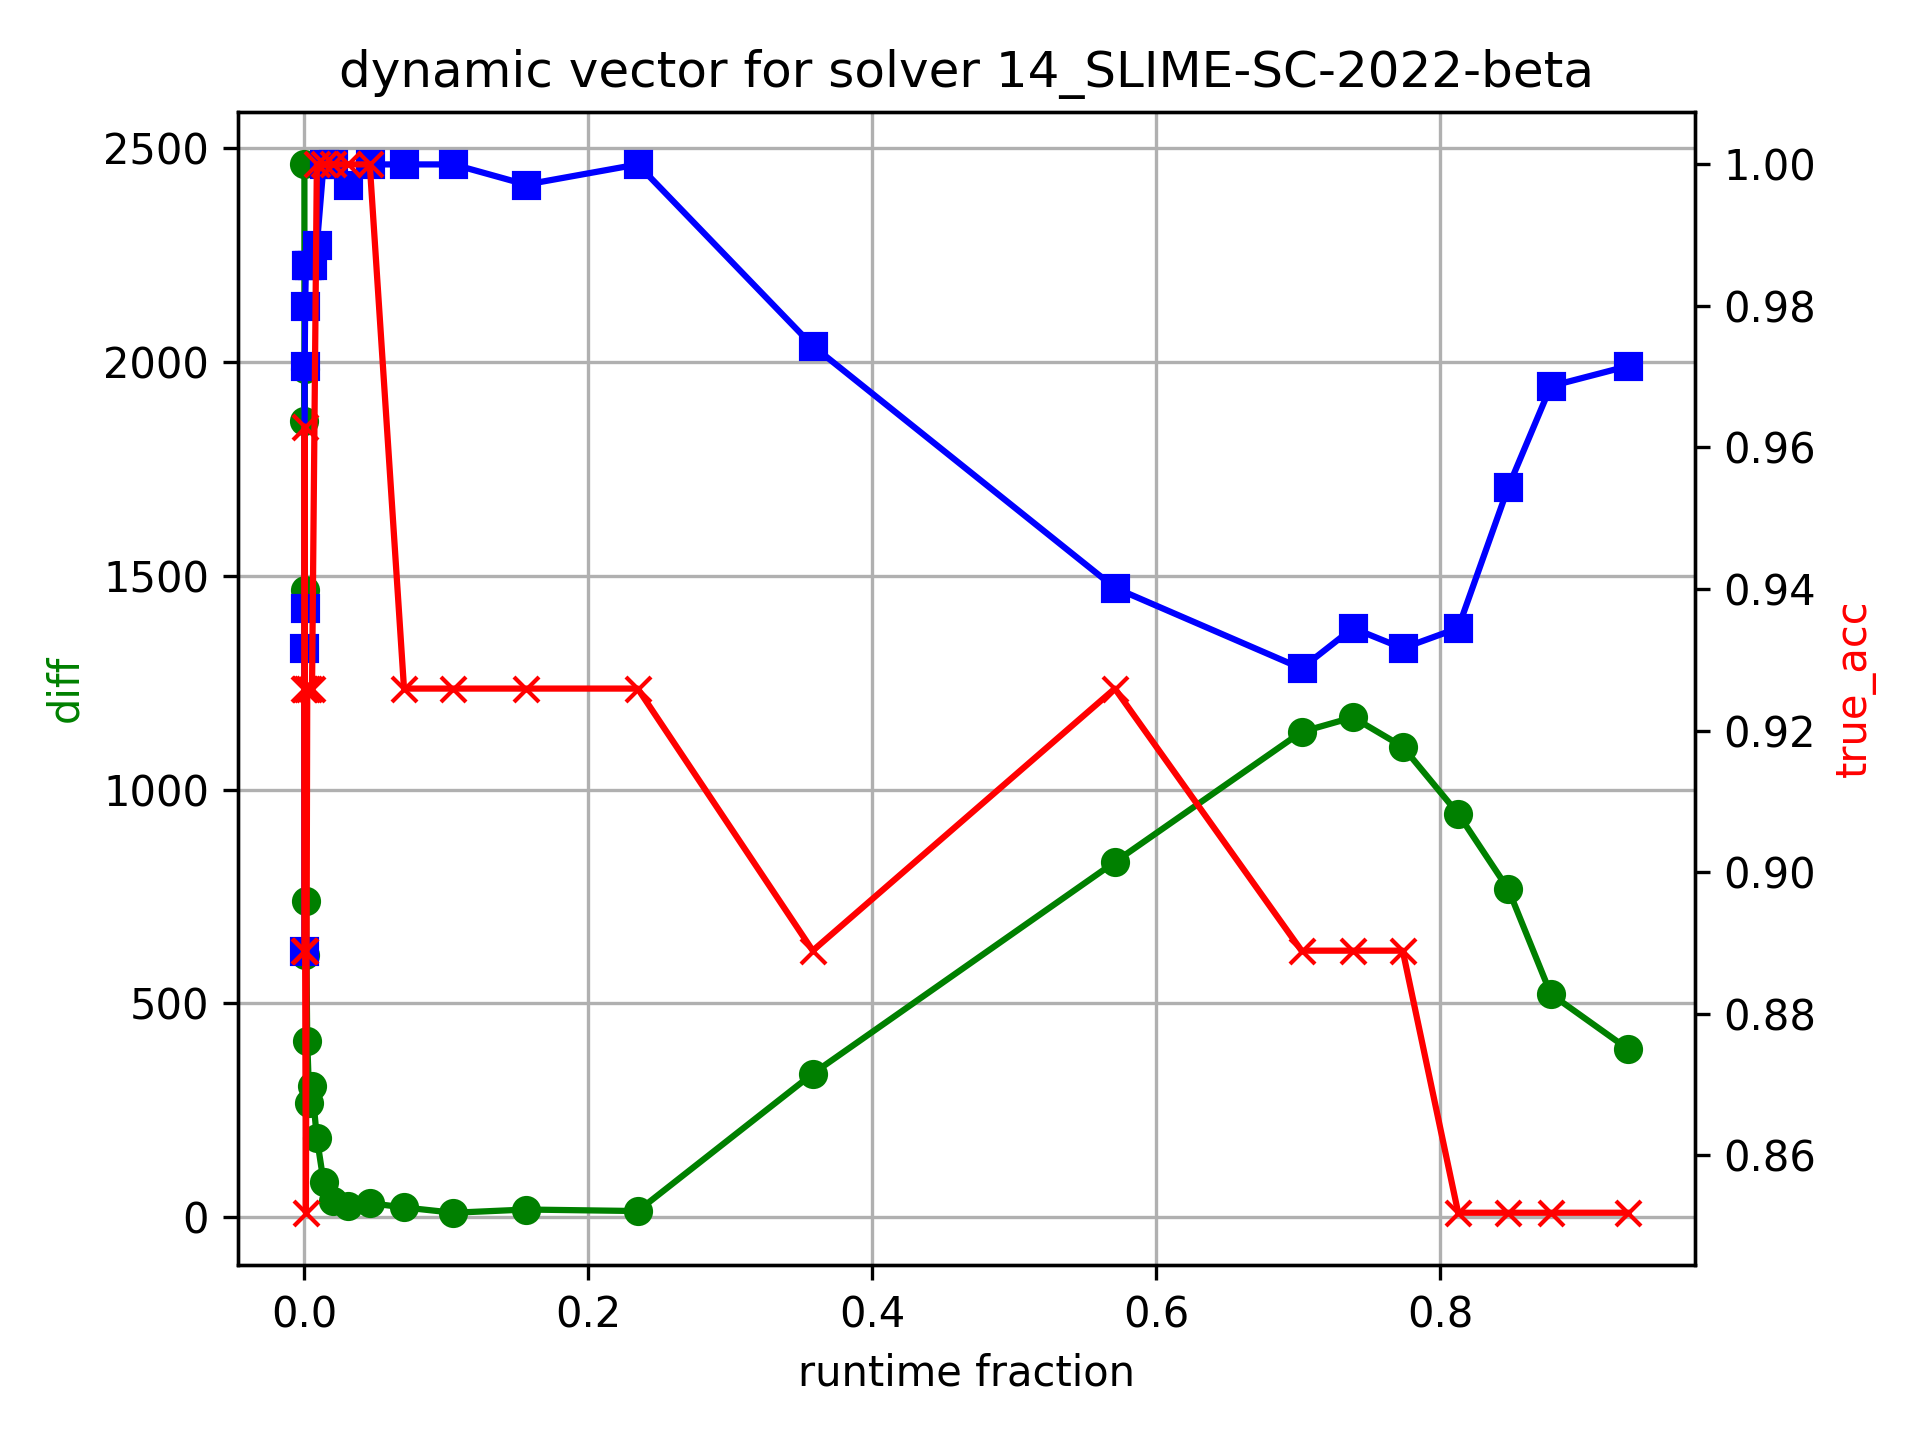 dynamic vector for solver 14_SLIME-SC-2022-beta
2500
2000
1500
1000
500
0
diff
1.00
0.98
0.96
0.94
0.92
0.90
0.88
0.86
true_acc
0.0 0.2 0.4 0.6 0.8
runtime fraction